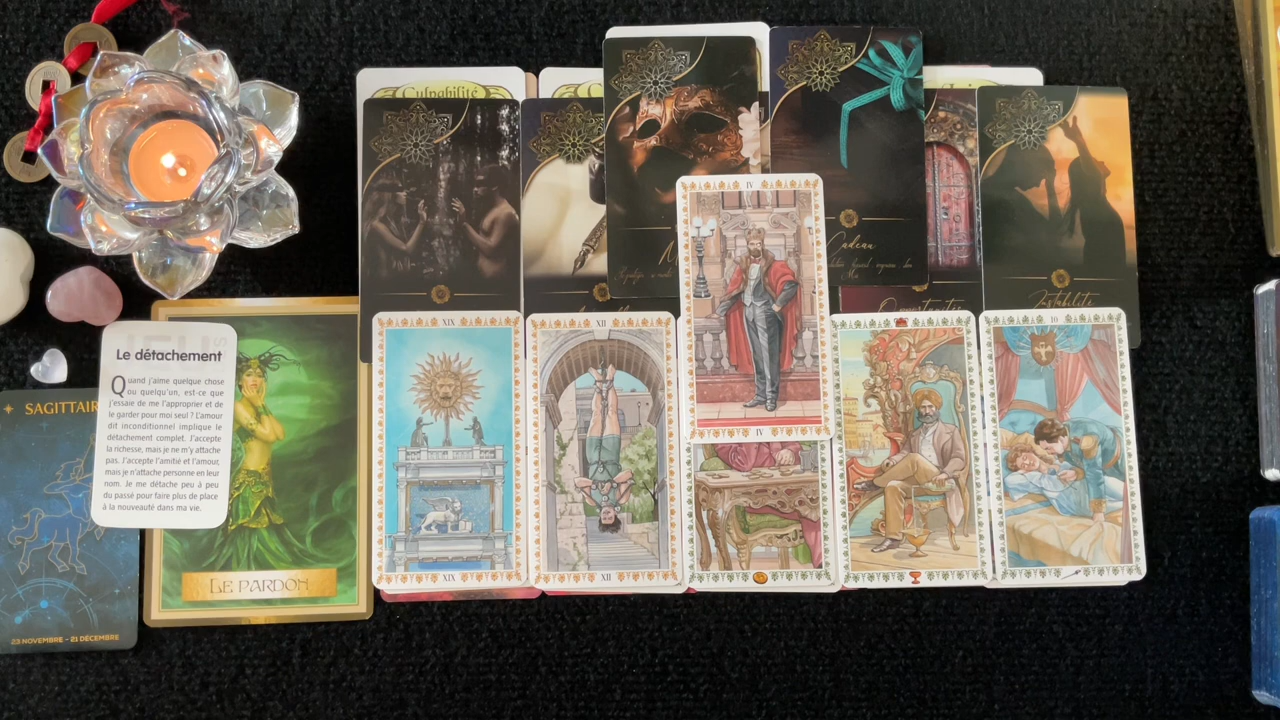 Culpabilité
Cadeau
Opportunités
Instabilité
IV
IV
XIX
XII
10
XIX
XII
SAGITTAIR
23 NOVEMBRE - 21 DÉCEMBRE
Le détachement
Quand j'aime quelque chose
ou quelqu'un, est-ce que
j'essaie de me l'approprier et de
le garder pour moi seul ? L'amour
dit inconditionnel implique le
détachement complet. J'accepte
la richesse, mais je ne m'y attache
pas. J'accepte l'amitié et l'amour,
mais je n'attache personne en leur
nom. Je me détache peu à peu
du passé pour faire plus de place
à la nouveauté dans ma vie.
LE PARDON